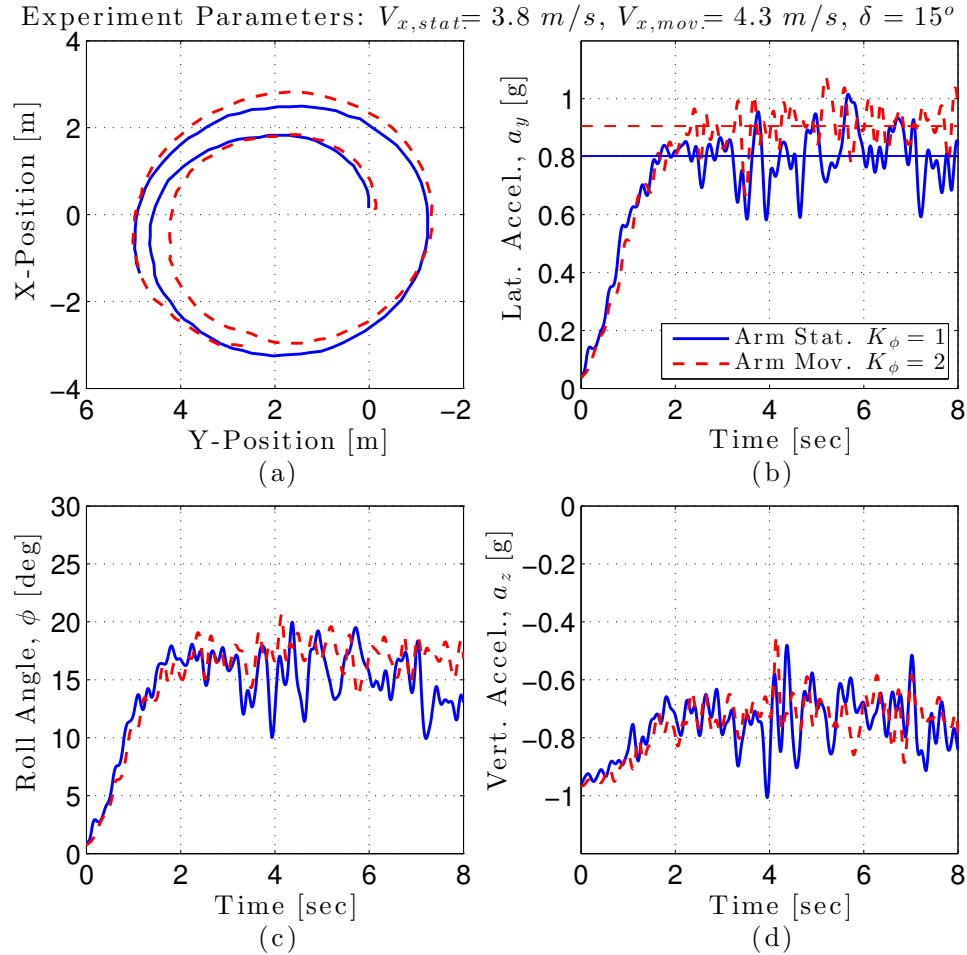 Experiment Parameters: V_{x,stat.} = 3.8 m/s, V_{x,mov.} = 4.3 m/s, δ = 15°
4
2
0
−2
−4
X-Position [m]
6
4
2
0
−2
Y-Position [m]
(a)
1
0.8
0.6
0.4
0.2
0
Lat. Accel., a_y [g]
Arm Stat. K_ϕ = 1
Arm Mov. K_ϕ = 2
0
2
4
6
8
Time [sec]
(b)
30
25
20
15
10
5
0
Roll Angle, ϕ [deg]
0
2
4
6
8
Time [sec]
(c)
0
−0.2
−0.4
−0.6
−0.8
−1
Vert. Accel., a_z [g]
0
2
4
6
8
Time [sec]
(d)